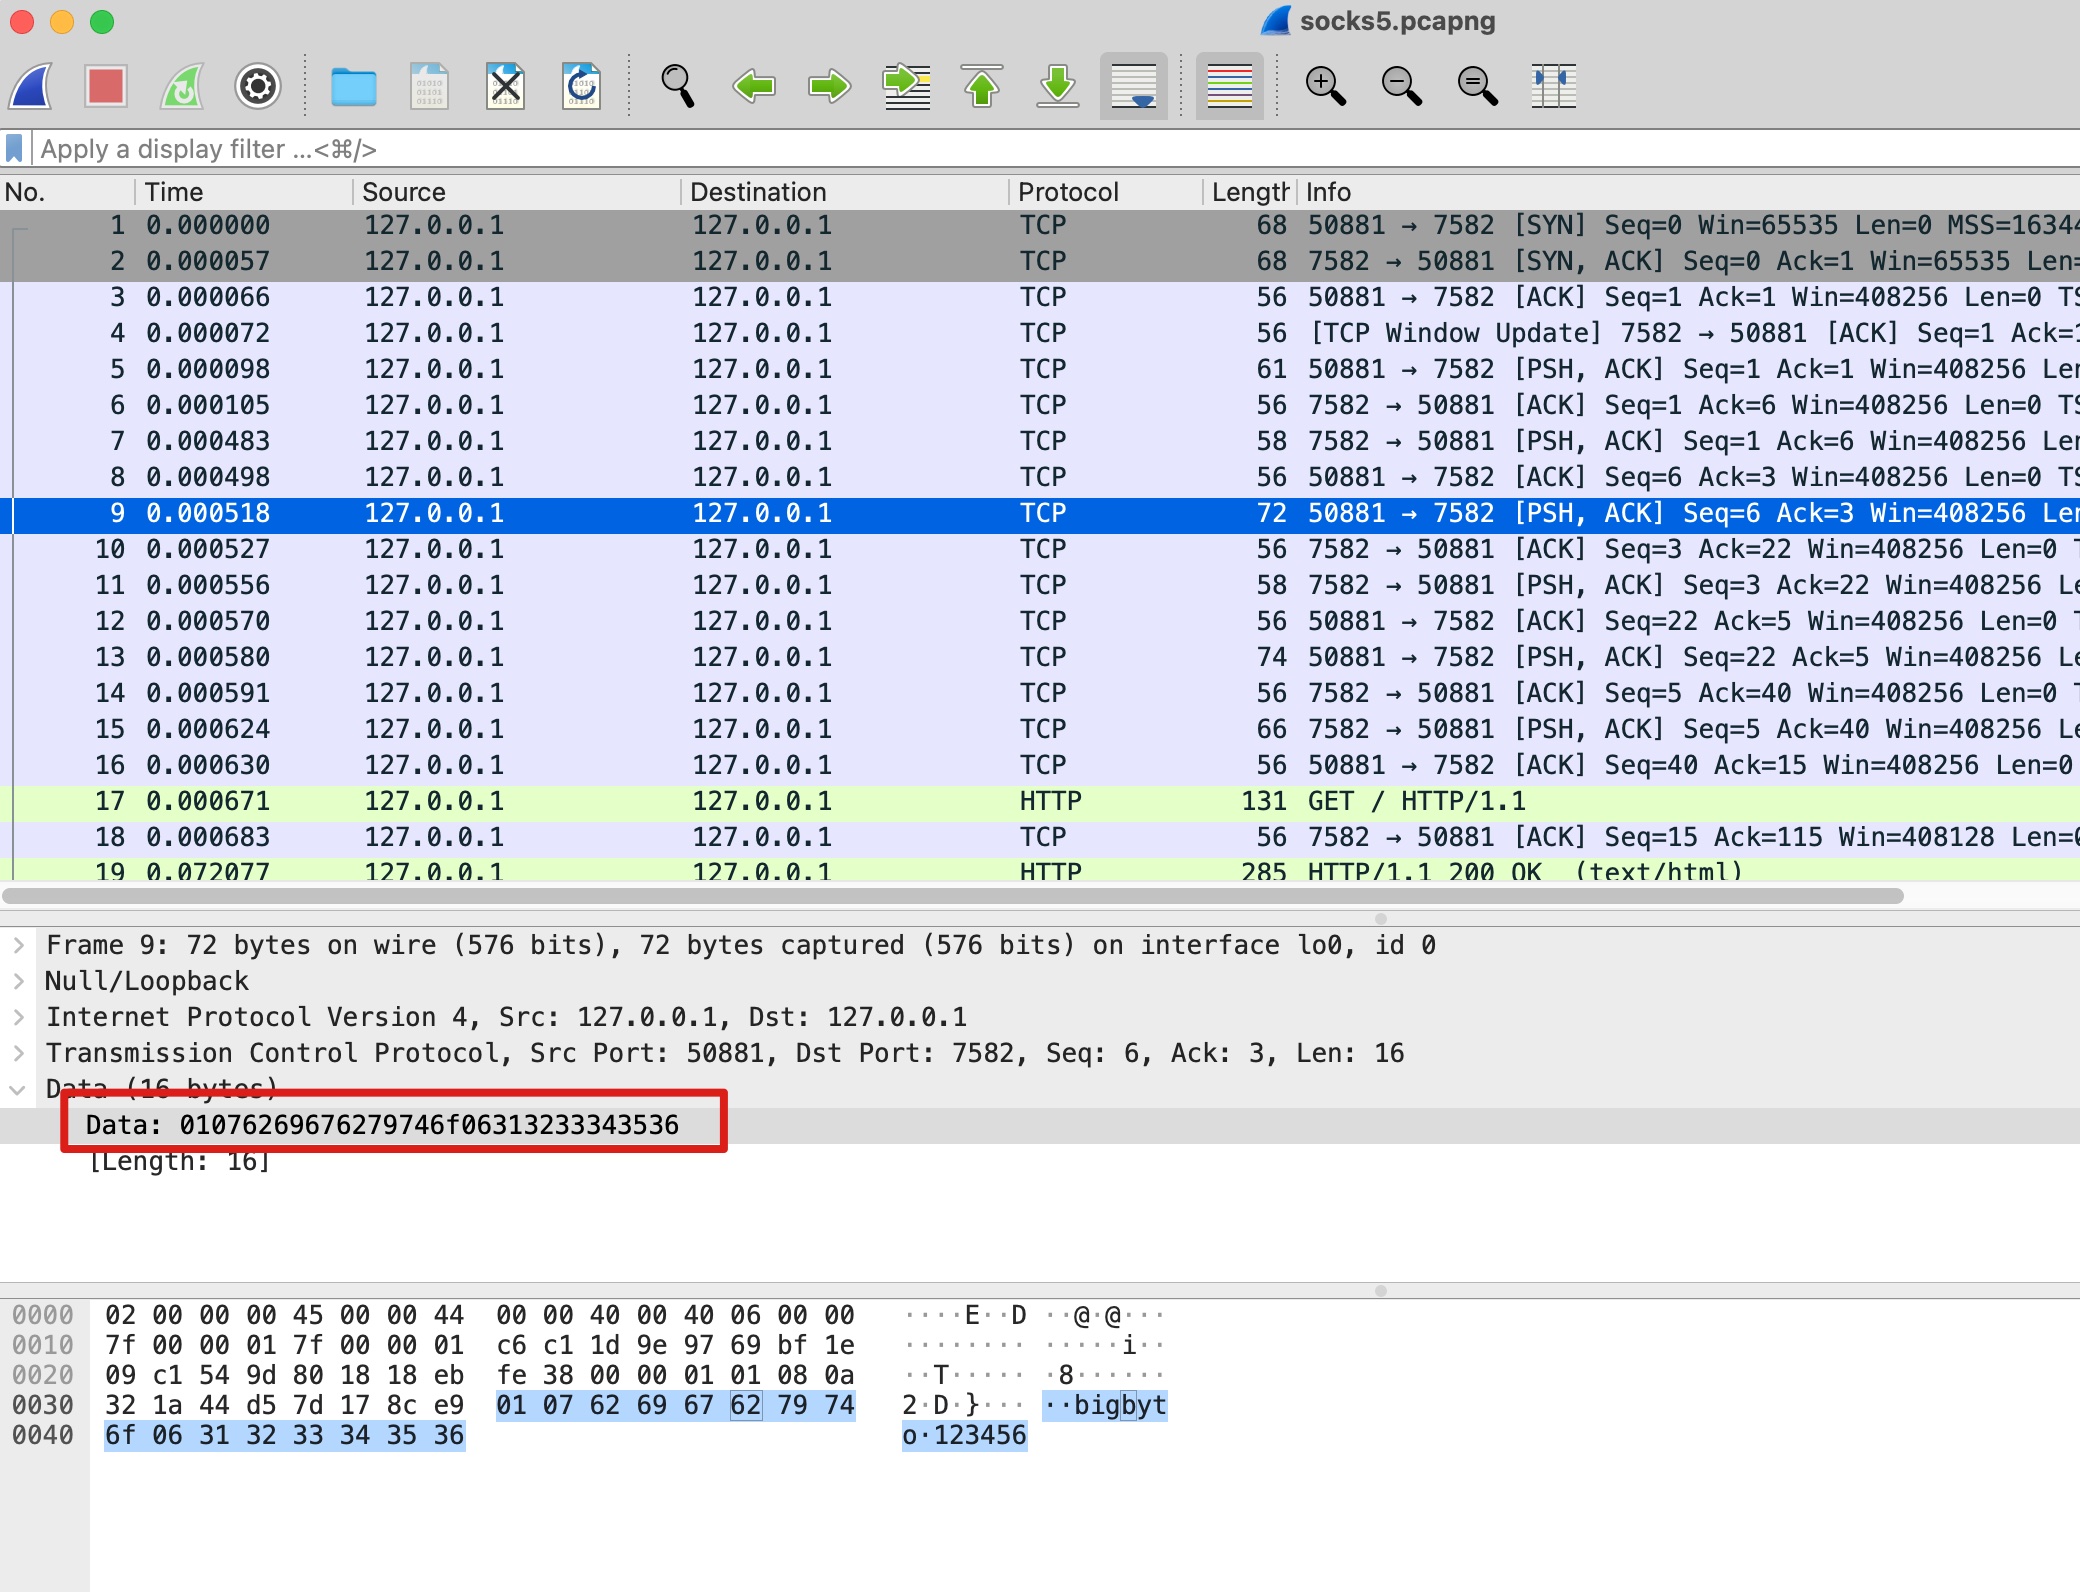 socks5.pcapng
Apply a display filter ...<⌘/>
No. Time Source Destination Protocol Length Info
1 0.000000 127.0.0.1 127.0.0.1 TCP 68 50881 → 7582 [SYN] Seq=0 Win=65535 Len=0 MSS=16344
2 0.000057 127.0.0.1 127.0.0.1 TCP 68 7582 → 50881 [SYN, ACK] Seq=0 Ack=1 Win=65535 Len=
3 0.000066 127.0.0.1 127.0.0.1 TCP 56 50881 → 7582 [ACK] Seq=1 Ack=1 Win=408256 Len=0 TS
4 0.000072 127.0.0.1 127.0.0.1 TCP 56 [TCP Window Update] 7582 → 50881 [ACK] Seq=1 Ack=1
5 0.000098 127.0.0.1 127.0.0.1 TCP 61 50881 → 7582 [PSH, ACK] Seq=1 Ack=1 Win=408256 Len
6 0.000105 127.0.0.1 127.0.0.1 TCP 56 7582 → 50881 [ACK] Seq=1 Ack=6 Win=408256 Len=0 TS
7 0.000483 127.0.0.1 127.0.0.1 TCP 58 7582 → 50881 [PSH, ACK] Seq=1 Ack=6 Win=408256 Len
8 0.000498 127.0.0.1 127.0.0.1 TCP 56 50881 → 7582 [ACK] Seq=6 Ack=3 Win=408256 Len=0 TS
9 0.000518 127.0.0.1 127.0.0.1 TCP 72 50881 → 7582 [PSH, ACK] Seq=6 Ack=3 Win=408256 Len
10 0.000527 127.0.0.1 127.0.0.1 TCP 56 7582 → 50881 [ACK] Seq=3 Ack=22 Win=408256 Len=0 T
11 0.000556 127.0.0.1 127.0.0.1 TCP 58 7582 → 50881 [PSH, ACK] Seq=3 Ack=22 Win=408256 Le
12 0.000570 127.0.0.1 127.0.0.1 TCP 56 50881 → 7582 [ACK] Seq=22 Ack=5 Win=408256 Len=0 T
13 0.000580 127.0.0.1 127.0.0.1 TCP 74 50881 → 7582 [PSH, ACK] Seq=22 Ack=5 Win=408256 Le
14 0.000591 127.0.0.1 127.0.0.1 TCP 56 7582 → 50881 [ACK] Seq=5 Ack=40 Win=408256 Len=0 T
15 0.000624 127.0.0.1 127.0.0.1 TCP 66 7582 → 50881 [PSH, ACK] Seq=5 Ack=40 Win=408256 Le
16 0.000630 127.0.0.1 127.0.0.1 TCP 56 50881 → 7582 [ACK] Seq=40 Ack=15 Win=408256 Len=0
17 0.000671 127.0.0.1 127.0.0.1 HTTP 131 GET / HTTP/1.1
18 0.000683 127.0.0.1 127.0.0.1 TCP 56 7582 → 50881 [ACK] Seq=15 Ack=115 Win=408128 Len=0
19 0.072077 127.0.0.1 127.0.0.1 HTTP 285 HTTP/1.1 200 OK (text/html)
Frame 9: 72 bytes on wire (576 bits), 72 bytes captured (576 bits) on interface lo0, id 0
Null/Loopback
Internet Protocol Version 4, Src: 127.0.0.1, Dst: 127.0.0.1
Transmission Control Protocol, Src Port: 50881, Dst Port: 7582, Seq: 6, Ack: 3, Len: 16
Data (16 bytes)
Data: 01076269676279746f06313233343536
[Length: 16]
0000 02 00 00 00 45 00 00 44 00 00 40 00 40 06 00 00 ····E··D ··@·@···
0010 7f 00 00 01 7f 00 00 01 c6 c1 1d 9e 97 69 bf 1e ········ ·····i··
0020 09 c1 54 9d 80 18 18 eb fe 38 00 00 01 01 08 0a ··T····· ·8······
0030 32 1a 44 d5 7d 17 8c e9 01 07 62 69 67 62 79 74 2·D·}··· ··bigbyt
0040 6f 06 31 32 33 34 35 36 o·123456